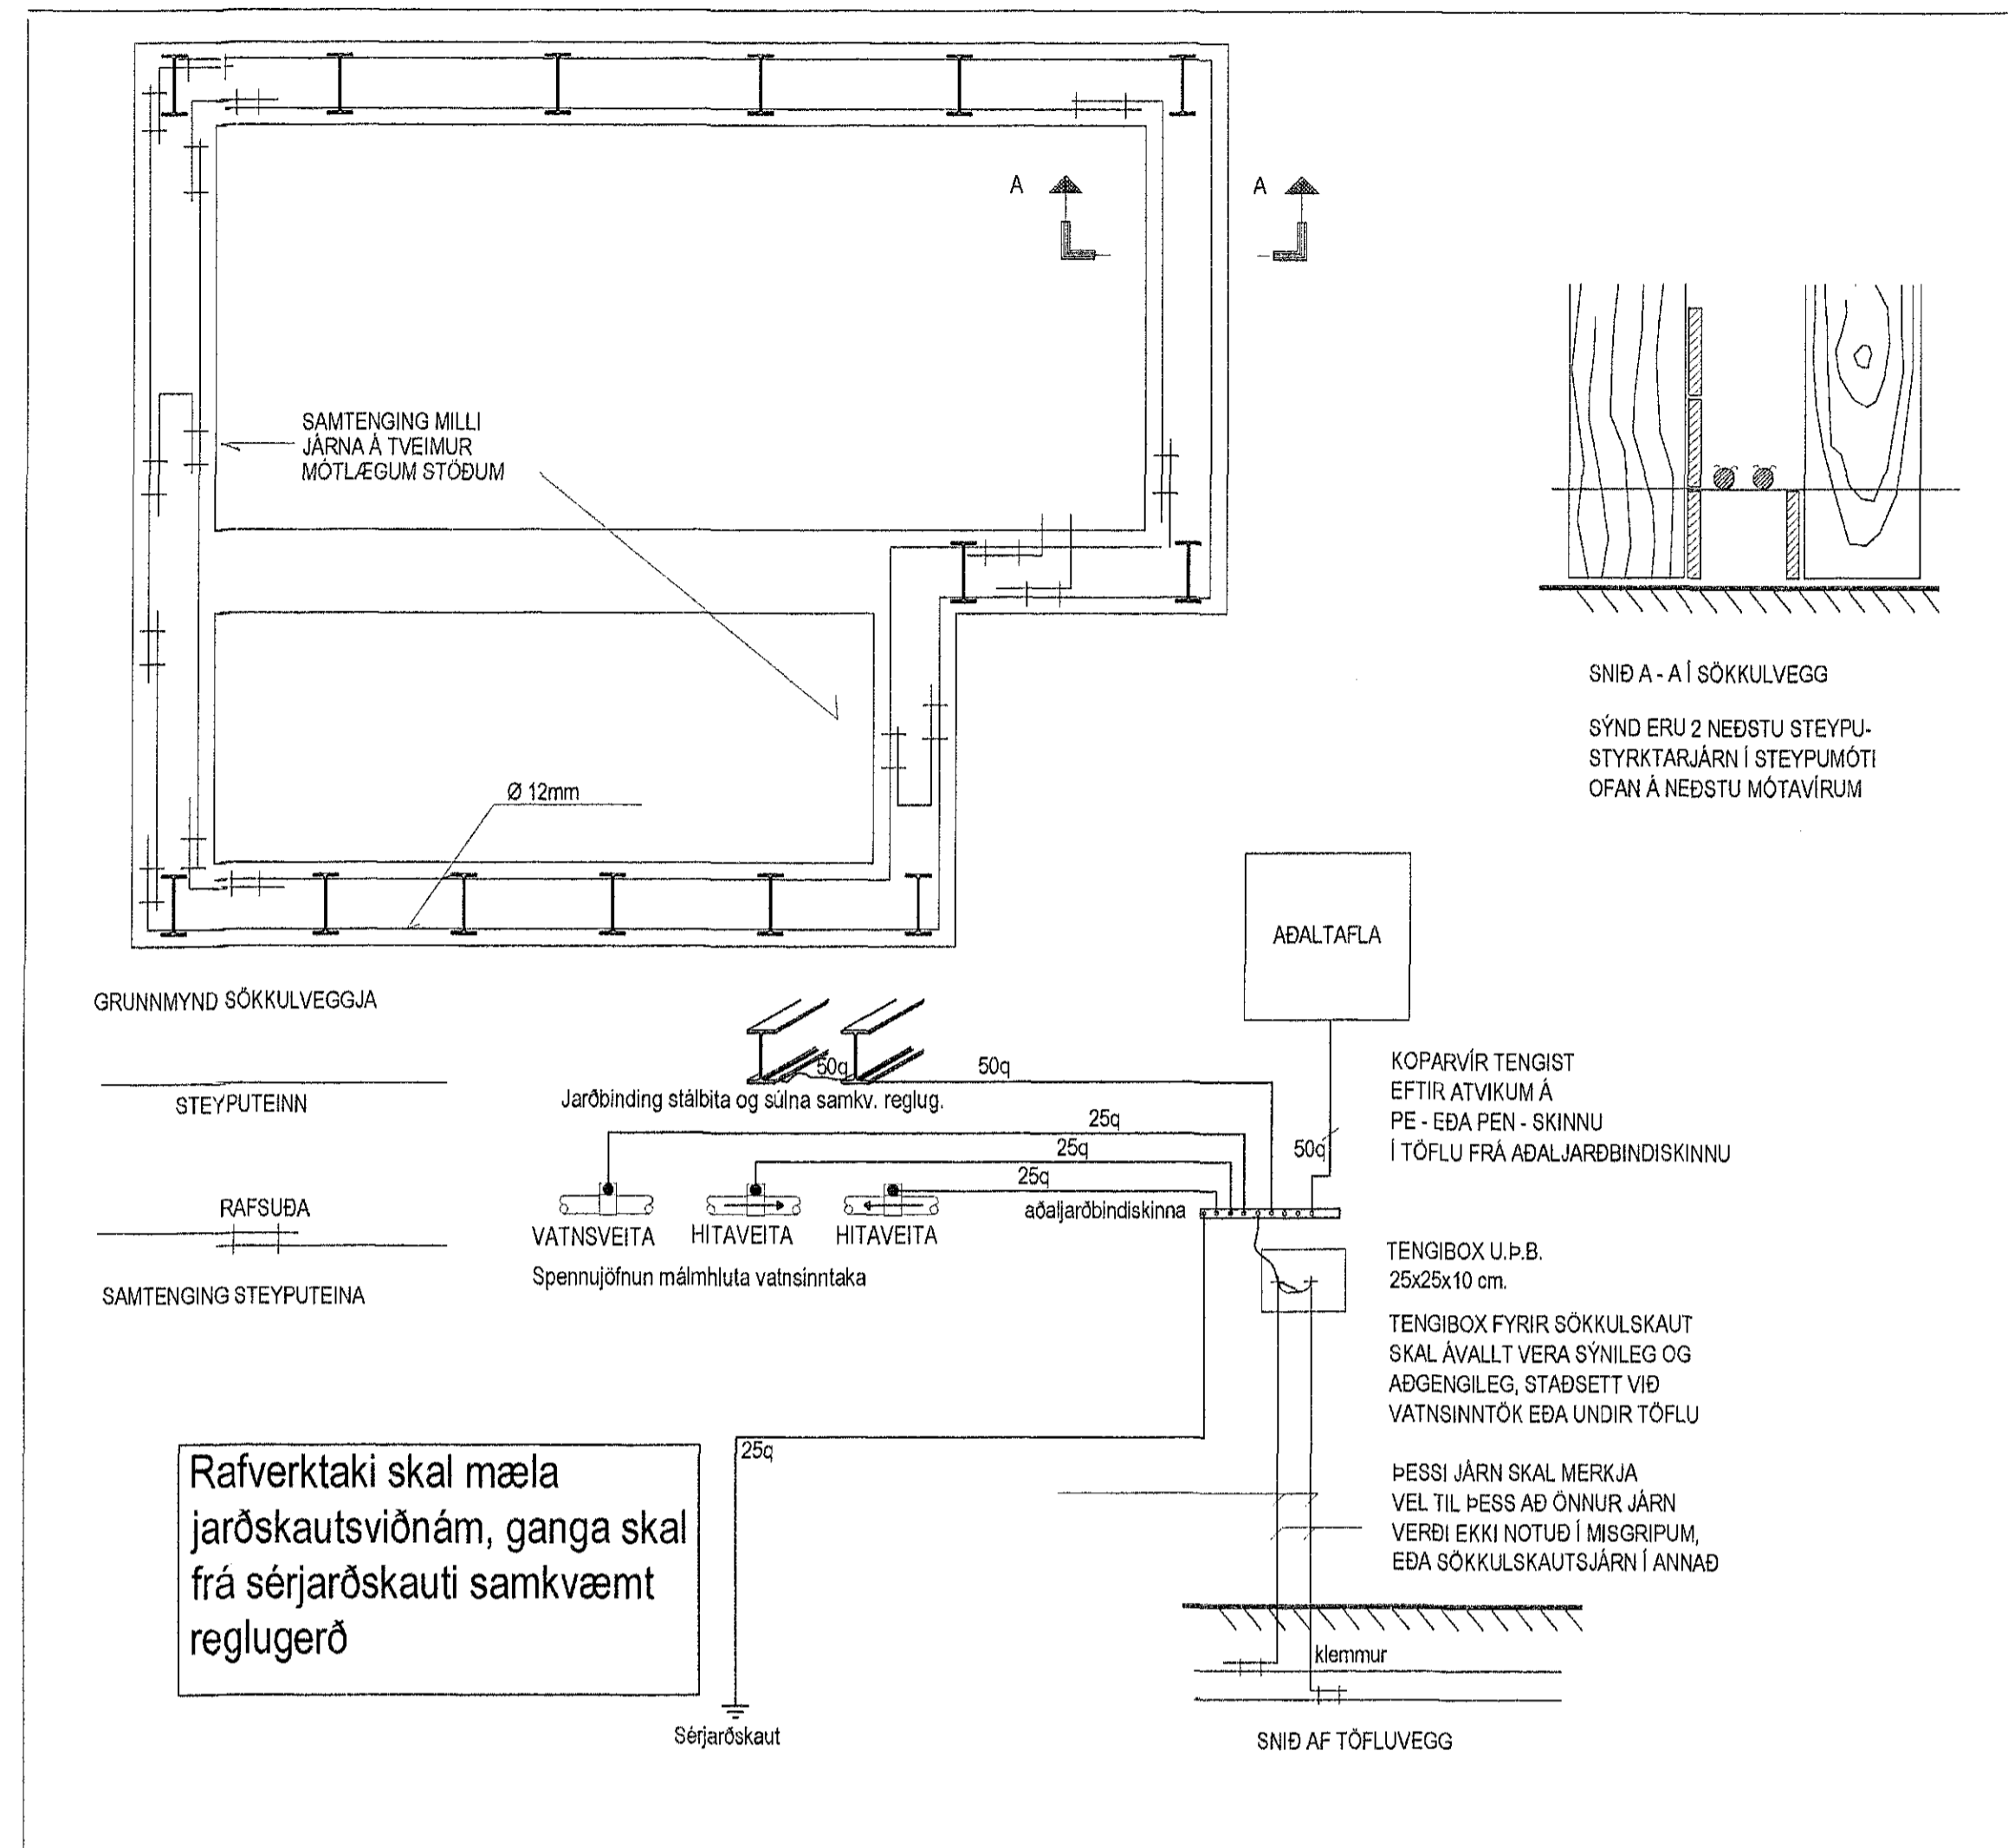 A
A
SAMTENGING MILLI
JÁRNA Á TVEIMUR
MÓTLÆGUM STÖÐUM
Ø 12mm
GRUNNMYND SÖKKULVEGGJA
STEYPUTEINN
RAFSUÐA
SAMTENGING STEYPUTEINA
SNIÐ A - A Í SÖKKULVEGG
SÝND ERU 2 NEÐSTU STEYPU-
STYRKTARJÁRN Í STEYPUMÓTI
OFAN Á NEÐSTU MÓTAVÍRUM
AÐALTAFLA
50q
50q
Jarðbinding stálbita og súlna samkv. reglug.
25q
25q
25q
50q
KOPARVÍR TENGIST
EFTIR ATVIKUM Á
PE - EÐA PEN - SKINNU
Í TÖFLU FRÁ AÐALJARÐBINDISKINNU
aðaljarðbindiskinna
VATNSVEITA
HITAVEITA
HITAVEITA
Spennujöfnun málmhluta vatnsinntaka
TENGIBOX U.Þ.B.
25x25x10 cm.
TENGIBOX FYRIR SÖKKULSKAUT
SKAL ÁVALLT VERA SÝNILEG OG
AÐGENGILEG, STAÐSETT VIÐ
VATNSINNTÖK EÐA UNDIR TÖFLU
ÞESSI JÁRN SKAL MERKJA
VEL TIL ÞESS AÐ ÖNNUR JÁRN
VERÐI EKKI NOTUÐ Í MISGRIPUM,
EÐA SÖKKULSKAUTSJÁRN Í ANNAÐ
25q
Rafverktaki skal mæla
jarðskautsviðnám, ganga skal
frá sérjarðskauti samkvæmt
reglugerð
Sérjarðskaut
klemmur
SNIÐ AF TÖFLUVEGG